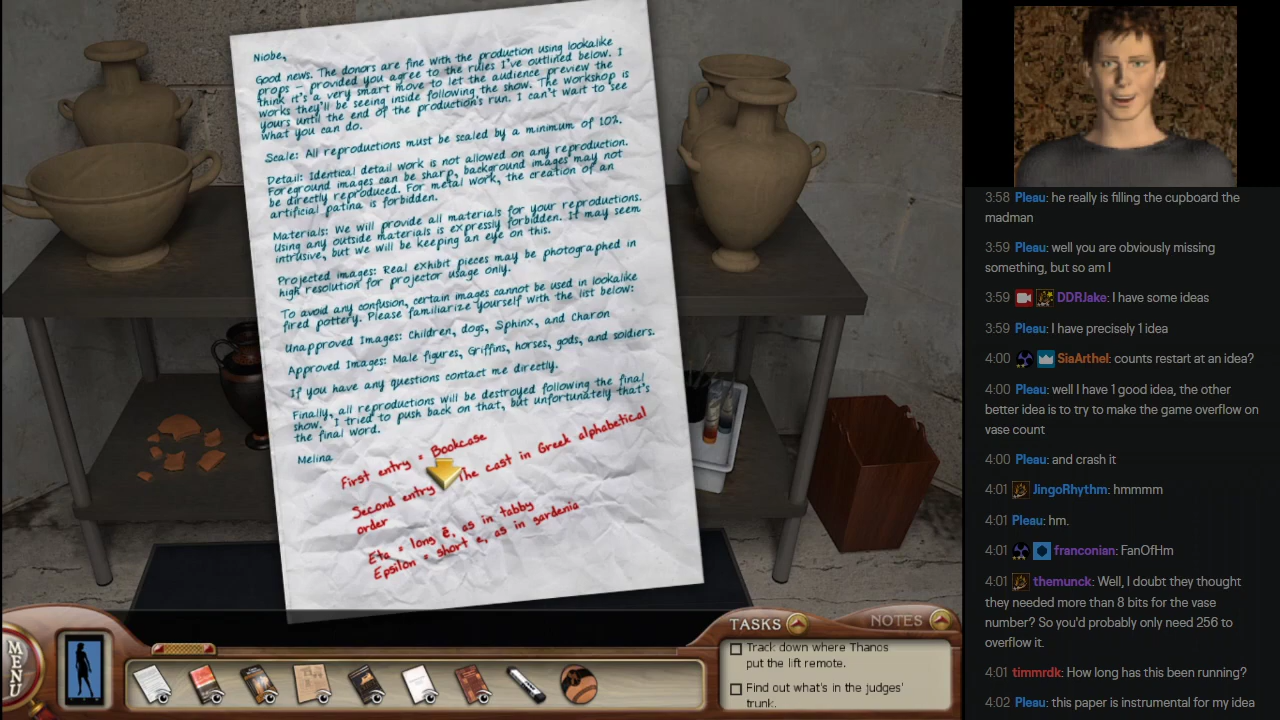 Niobe,
Good news. The donors are fine with the production using lookalike
props - provided you agree to the rules I've outlined below. I
think it's a very smart move to let the audience preview the
works they'll be seeing inside following the show. The workshop is
yours until the end of the production's run. I can't wait to see
what you can do.
Scale: All reproductions must be scaled by a minimum of 10%.
Detail: Identical detail work is not allowed on any reproduction.
Foreground images can be sharp, background images may not
be directly reproduced. For metal work, the creation of an
artificial patina is forbidden.
Materials: We will provide all materials for your reproductions.
Using any outside materials is expressly forbidden. It may seem
intrusive, but we will be keeping an eye on this.
Projected images: Real exhibit pieces may be photographed in
high resolution for projector usage only.
To avoid any confusion, certain images cannot be used in lookalike
fired pottery. Please familiarize yourself with the list below:
Unapproved Images: Children, dogs, Sphinx, and Charon
Approved Images: Male figures, Griffins, horses, gods, and soldiers.
If you have any questions contact me directly.
Finally, all reproductions will be destroyed following the final
show. I tried to push back on that, but unfortunately that's
the final word.
Melina
First entry = Bookcase
Second entry The cast in Greek alphabetical
order
Eta = long ē, as in tabby
Epsilon = short e, as in gardenia
MENU
TASKS
NOTES
Track down where Thanos
put the lift remote.
Find out what's in the judges'
trunk.
3:58 Pleau: he really is filling the cupboard the
madman
3:59 Pleau: well you are obviously missing
something, but so am I
3:59 DDRJake: I have some ideas
3:59 Pleau: I have precisely 1 idea
4:00 SiaArthel: counts restart at an idea?
4:00 Pleau: well I have 1 good idea, the other
better idea is to try to make the game overflow on
vase count
4:00 Pleau: and crash it
4:01 JingoRhythm: hmmmm
4:01 Pleau: hm.
4:01 franconian: FanOfHm
4:01 themunck: Well, I doubt they thought
they needed more than 8 bits for the vase
number? So you'd probably only need 256 to
overflow it.
4:01 timmrdk: How long has this been running?
4:02 Pleau: this paper is instrumental for my idea